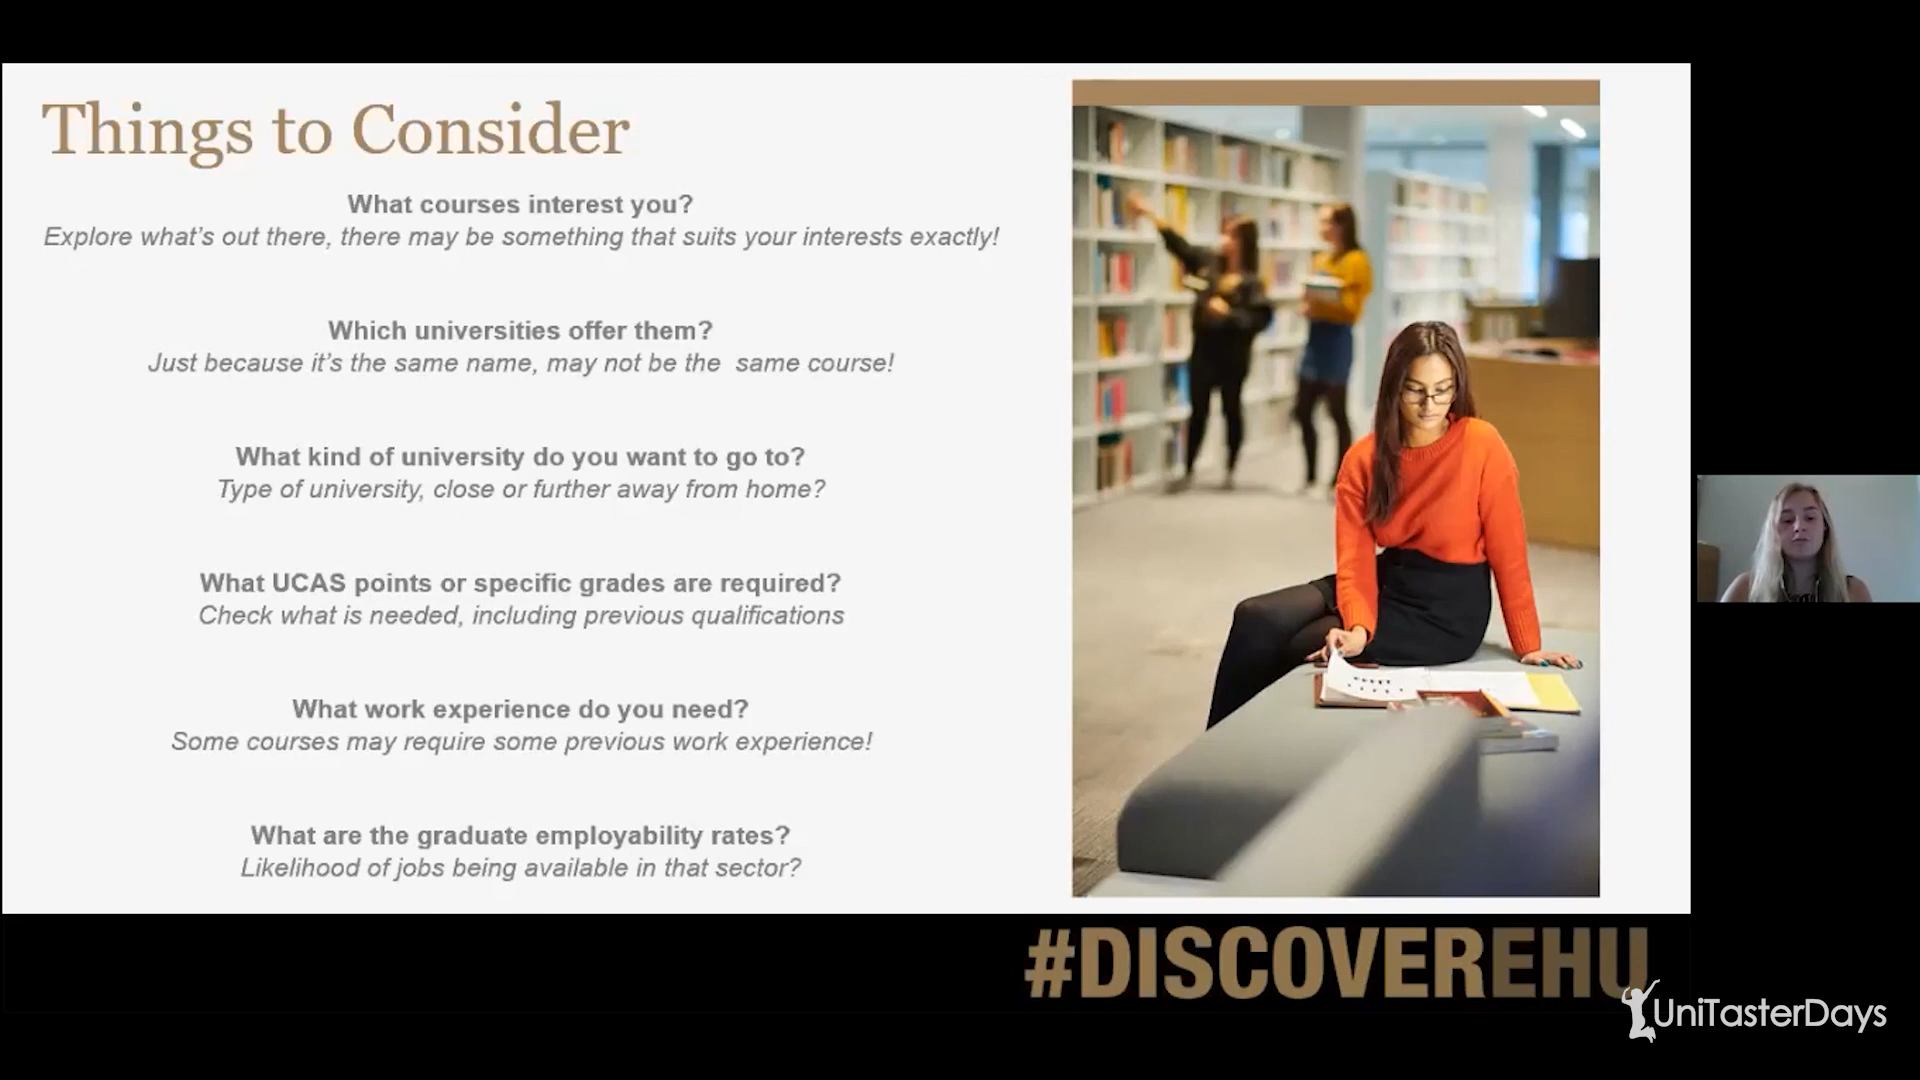 Things to Consider
What courses interest you?
Explore what's out there, there may be something that suits your interests exactly!
Which universities offer them?
Just because it's the same name, may not be the  same course!
What kind of university do you want to go to?
Type of university, close or further away from home?
What UCAS points or specific grades are required?
Check what is needed, including previous qualifications
What work experience do you need?
Some courses may require some previous work experience!
What are the graduate employability rates?
Likelihood of jobs being available in that sector?
#DISCOVEREHU
UniTasterDays